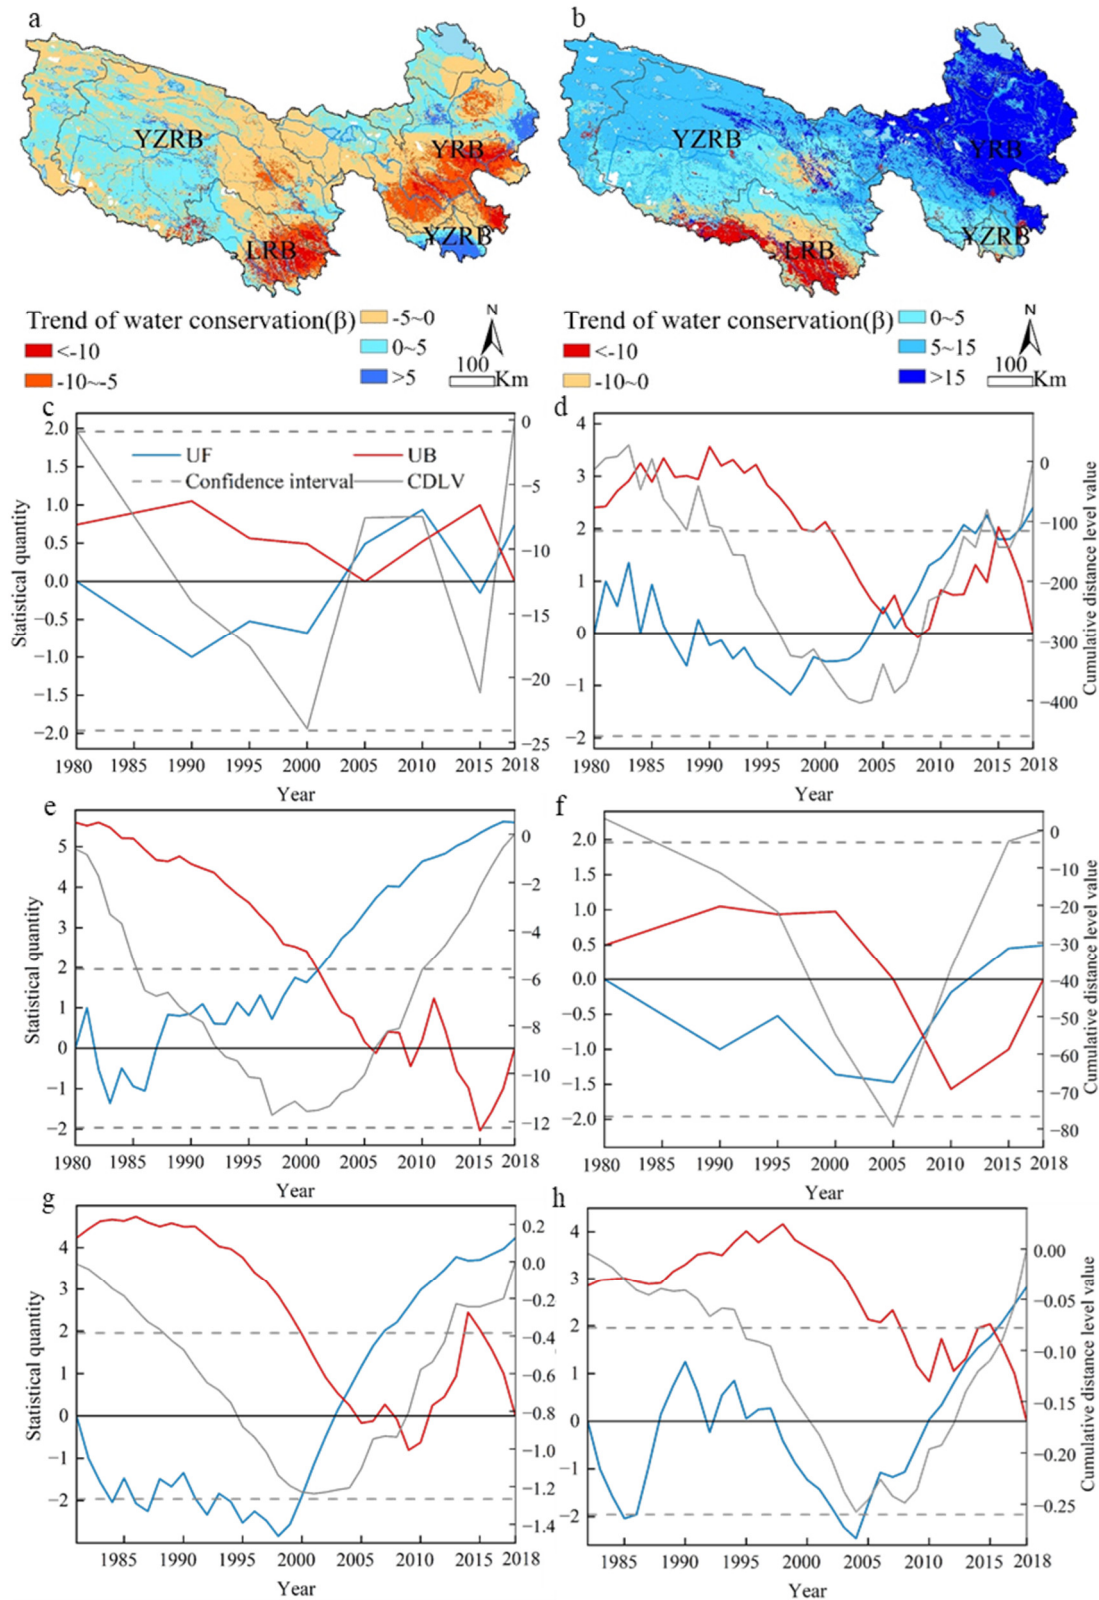 a
b
YZRB
YRB
LRB
YZRB
YZRB
YRB
LRB
YZRB
Trend of water conservation(β)
<-10
-10~-5
-5~0
0~5
>5
N
100
Km
Trend of water conservation(β)
<-10
-10~0
0~5
5~15
>15
N
100
Km
c
Statistical quantity
2.0
1.5
1.0
0.5
0.0
−0.5
−1.0
−1.5
−2.0
UF
UB
Confidence interval
CDLV
0
−5
−10
−15
−20
−25
1980 1985 1990 1995 2000 2005 2010 2015 2018
Year
d
4
3
2
1
0
−1
−2
0
−100
−200
−300
−400
Cumulative distance level value
1980 1985 1990 1995 2000 2005 2010 2015 2018
Year
e
Statistical quantity
5
4
3
2
1
0
−1
−2
0
−2
−4
−6
−8
−10
−12
1980 1985 1990 1995 2000 2005 2010 2015 2018
Year
f
2.0
1.5
1.0
0.5
0.0
−0.5
−1.0
−1.5
−2.0
0
−10
−20
−30
−40
−50
−60
−70
−80
Cumulative distance level value
1980 1985 1990 1995 2000 2005 2010 2015 2018
Year
g
Statistical quantity
4
3
2
1
0
−1
−2
0.2
0.0
−0.2
−0.4
−0.6
−0.8
−1.0
−1.2
−1.4
1985 1990 1995 2000 2005 2010 2015 2018
Year
h
4
3
2
1
0
−1
−2
0.00
−0.05
−0.10
−0.15
−0.20
−0.25
Cumulative distance level value
1985 1990 1995 2000 2005 2010 2015 2018
Year